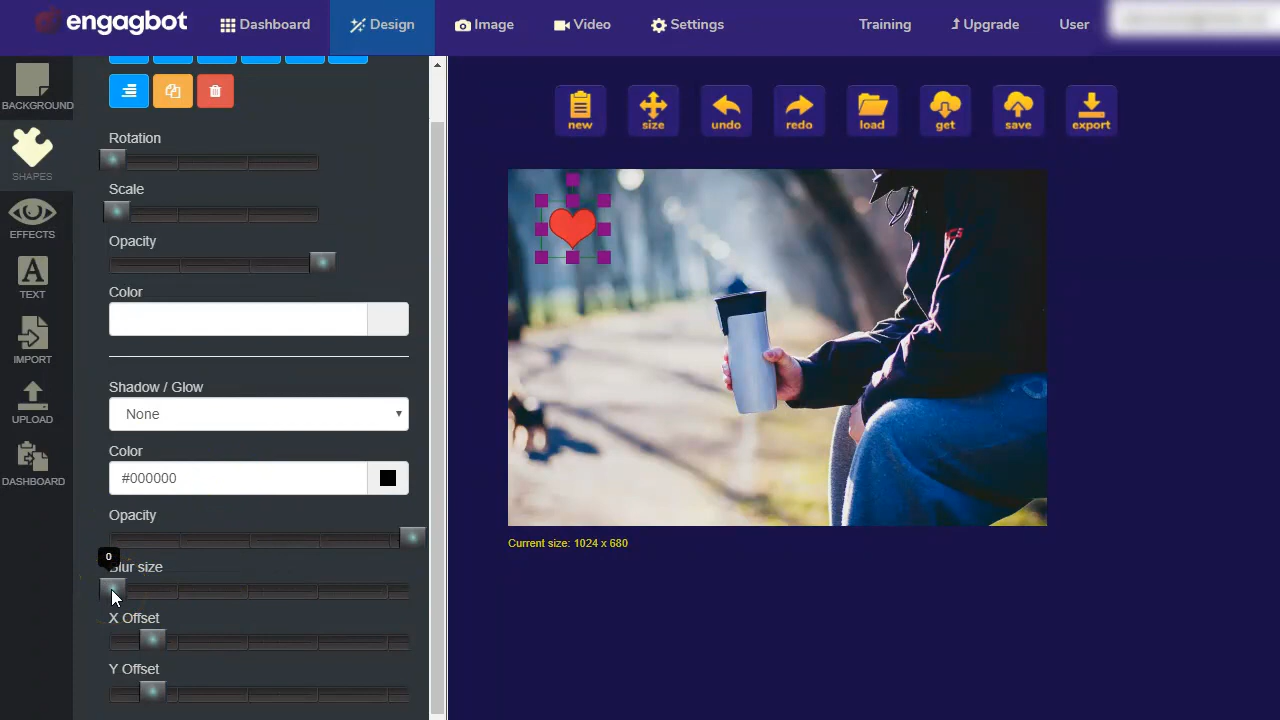 engagbot
Dashboard
Design
Image
Video
Settings
Training
Upgrade
User
BACKGROUND
SHAPES
EFFECTS
TEXT
IMPORT
UPLOAD
DASHBOARD
Rotation
Scale
Opacity
Color
Shadow / Glow
None
Color
#000000
Opacity
0
Blur size
X Offset
Y Offset
new
size
undo
redo
load
get
save
export
Current size: 1024 x 680